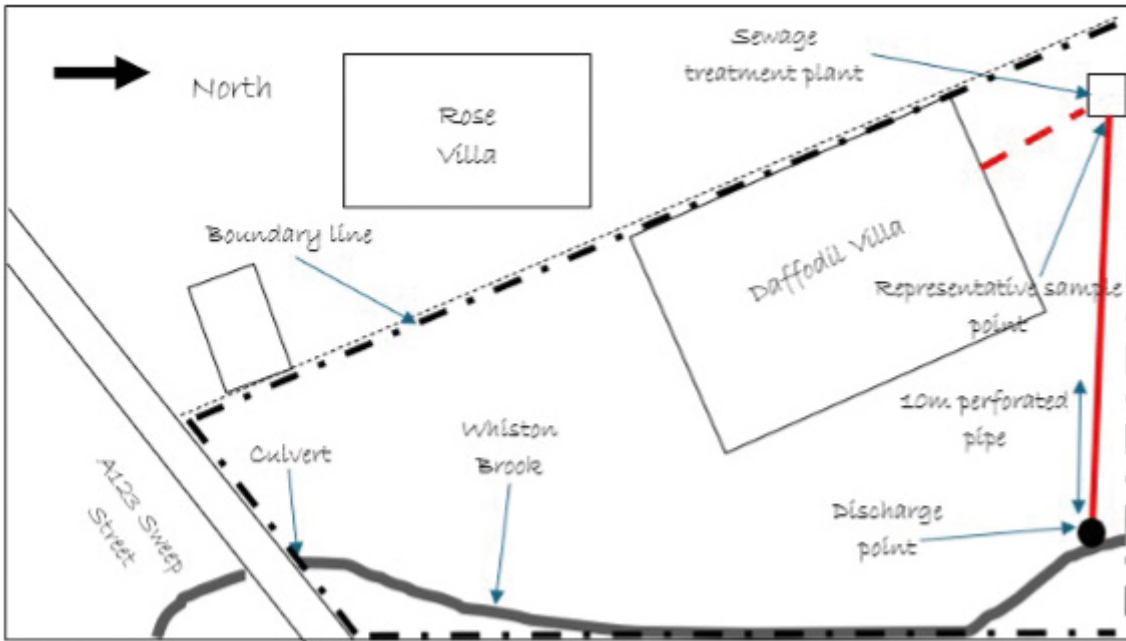 North
Rose
Villa
Sewage
treatment plant
Boundary line
Daffodil Villa
Representative sample
point
10m perforated
pipe
Whiston
Brook
Culvert
A123 Sweep
Street
Discharge
point